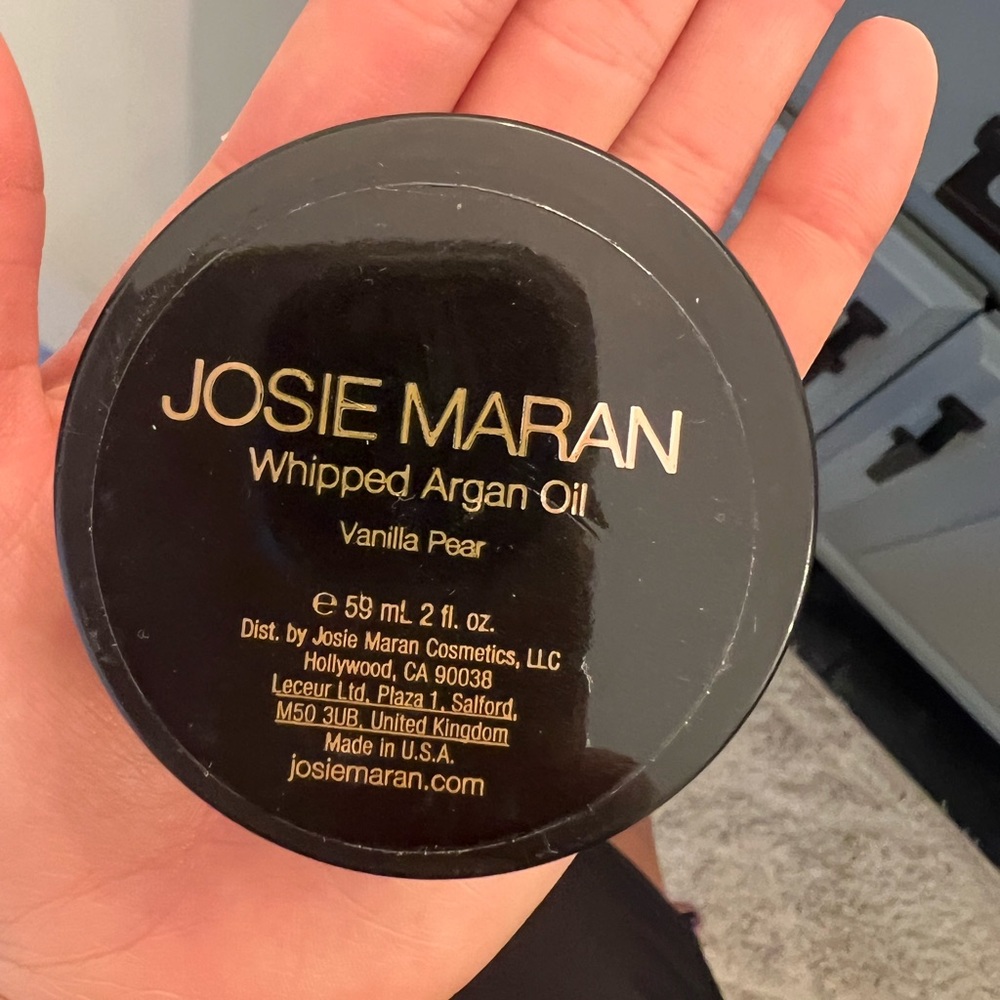 JOSIE MARAN
Whipped Argan Oil
Vanilla Pear
℮ 59 mL 2 fl. oz.
Dist. by Josie Maran Cosmetics, LLC
Hollywood, CA 90038
Leceur Ltd. Plaza 1, Salford,
M50 3UB, United Kingdom
Made in U.S.A.
josiemaran.com